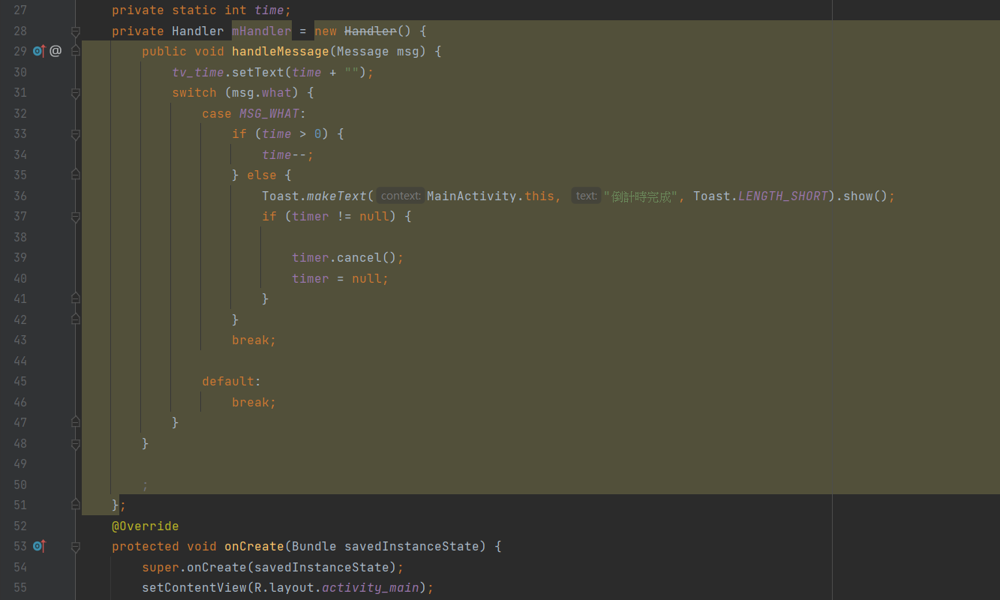 27 private static int time;
28 private Handler mHandler = new Handler() {
29 @ public void handleMessage(Message msg) {
30 tv_time.setText(time + "");
31 switch (msg.what) {
32 case MSG_WHAT:
33 if (time > 0) {
34 time--;
35 } else {
36 Toast.makeText( context: MainActivity.this, text: "倒計時完成", Toast.LENGTH_SHORT).show();
37 if (timer != null) {
38
39 timer.cancel();
40 timer = null;
41 }
42 }
43 break;
44
45 default:
46 break;
47 }
48 }
49
50 ;
51 };
52 @Override
53 protected void onCreate(Bundle savedInstanceState) {
54 super.onCreate(savedInstanceState);
55 setContentView(R.layout.activity_main);